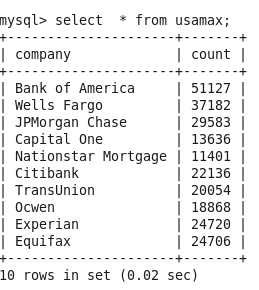 mysql> select  * from usamax;
+--------------------+-------+
| company            | count |
+--------------------+-------+
| Bank of America    | 51127 |
| Wells Fargo        | 37182 |
| JPMorgan Chase     | 29583 |
| Capital One        | 13636 |
| Nationstar Mortgage | 11401 |
| Citibank           | 22136 |
| TransUnion         | 20054 |
| Ocwen              | 18868 |
| Experian           | 24720 |
| Equifax            | 24706 |
+--------------------+-------+
10 rows in set (0.02 sec)